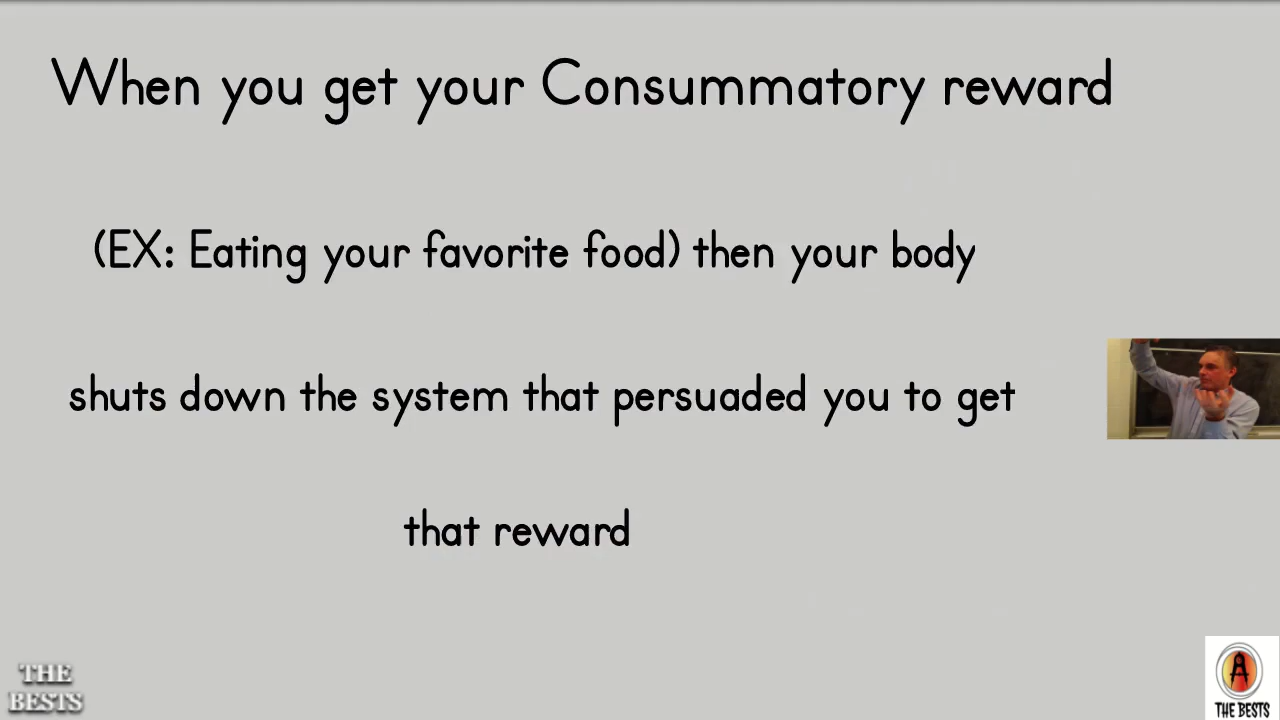 When you get your Consummatory reward
(EX: Eating your favorite food) then your body
shuts down the system that persuaded you to get
that reward
THE
BESTS
A
THE BESTS